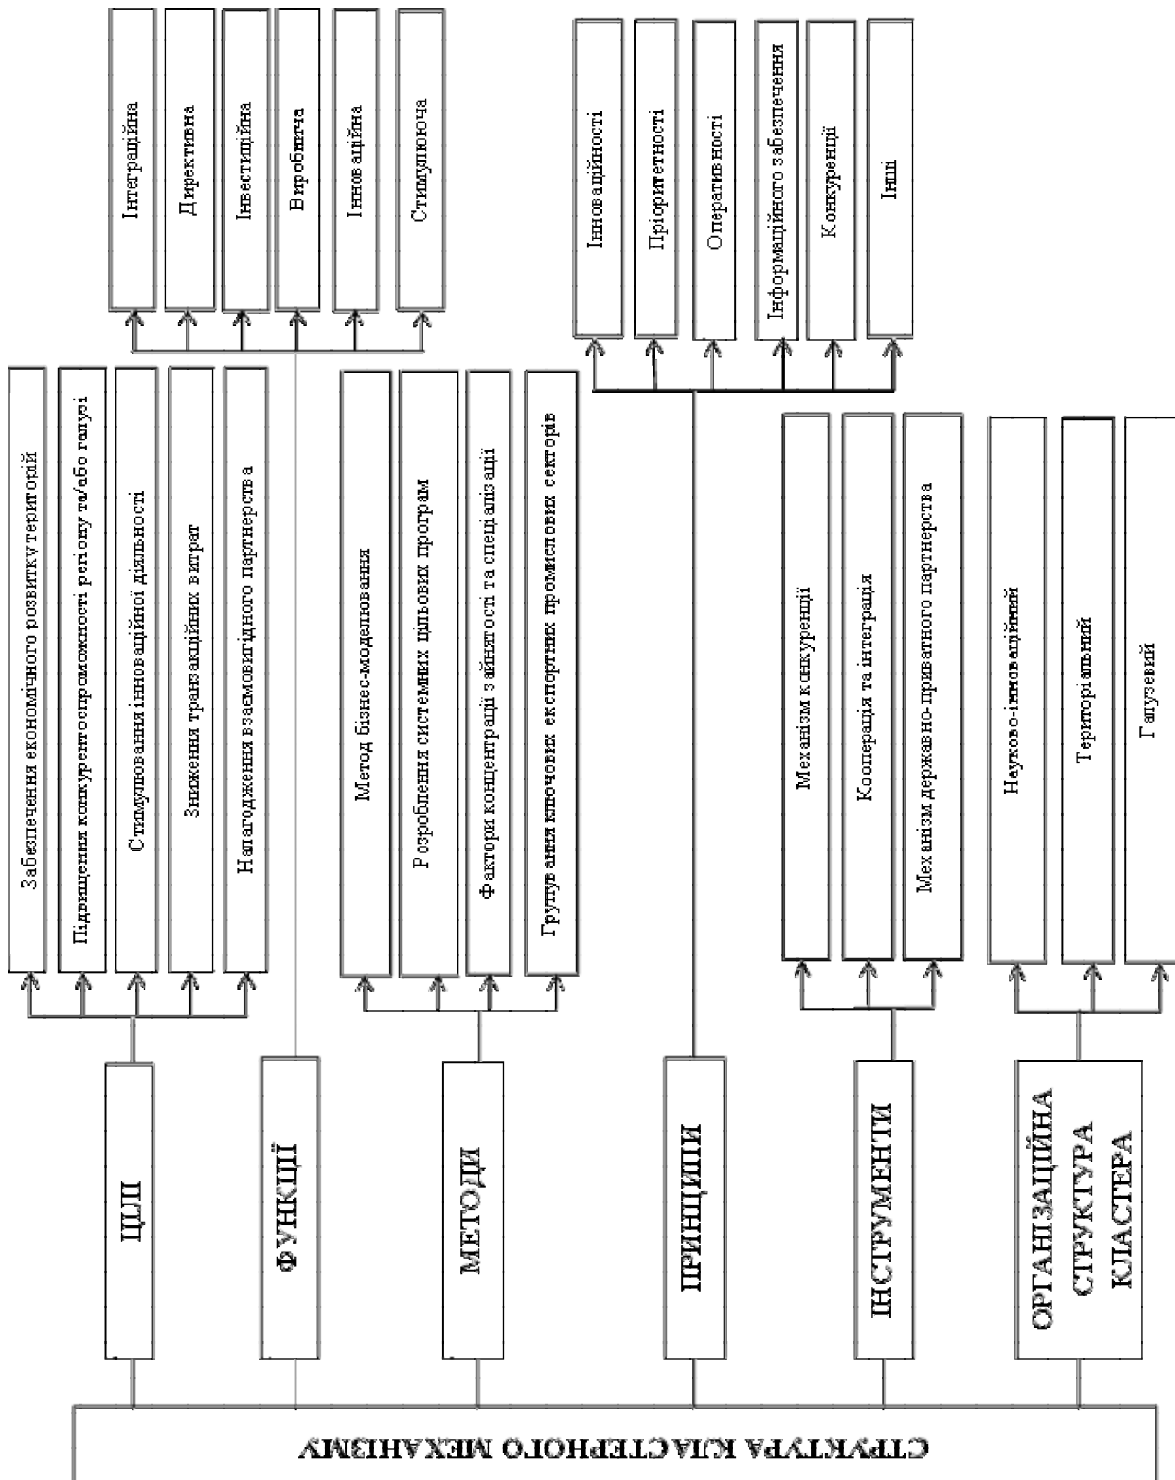 СТРУКТУРА КЛАСТЕРНОГО МЕХАНІЗМУ
ЦІЛІ
Забезпечення економічного розвитку територій
Підвищення конкурентоспроможності регіону та/або галузі
Стимулювання інноваційної діяльності
Зниження транзакційних витрат
Налагодження взаємовигідного партнерства
ФУНКЦІЇ
Інтеграційна
Директивна
Інвестиційна
Виробнича
Інноваційна
Стимулююча
МЕТОДИ
Метод бізнес-моделювання
Розроблення системних цільових програм
Фактори концентрації зайнятості та спеціалізації
Групування ключових експортних промислових секторів
ПРИНЦИПИ
Інноваційності
Пріоритетності
Оперативності
Інформаційного забезпечення
Конкуренції
Інші
ІНСТРУМЕНТИ
Механізм конкуренції
Кооперація та інтеграція
Механізм державно-приватного партнерства
ОРГАНІЗАЦІЙНА
СТРУКТУРА
КЛАСТЕРА
Науково-інноваційний
Територіальний
Галузевий